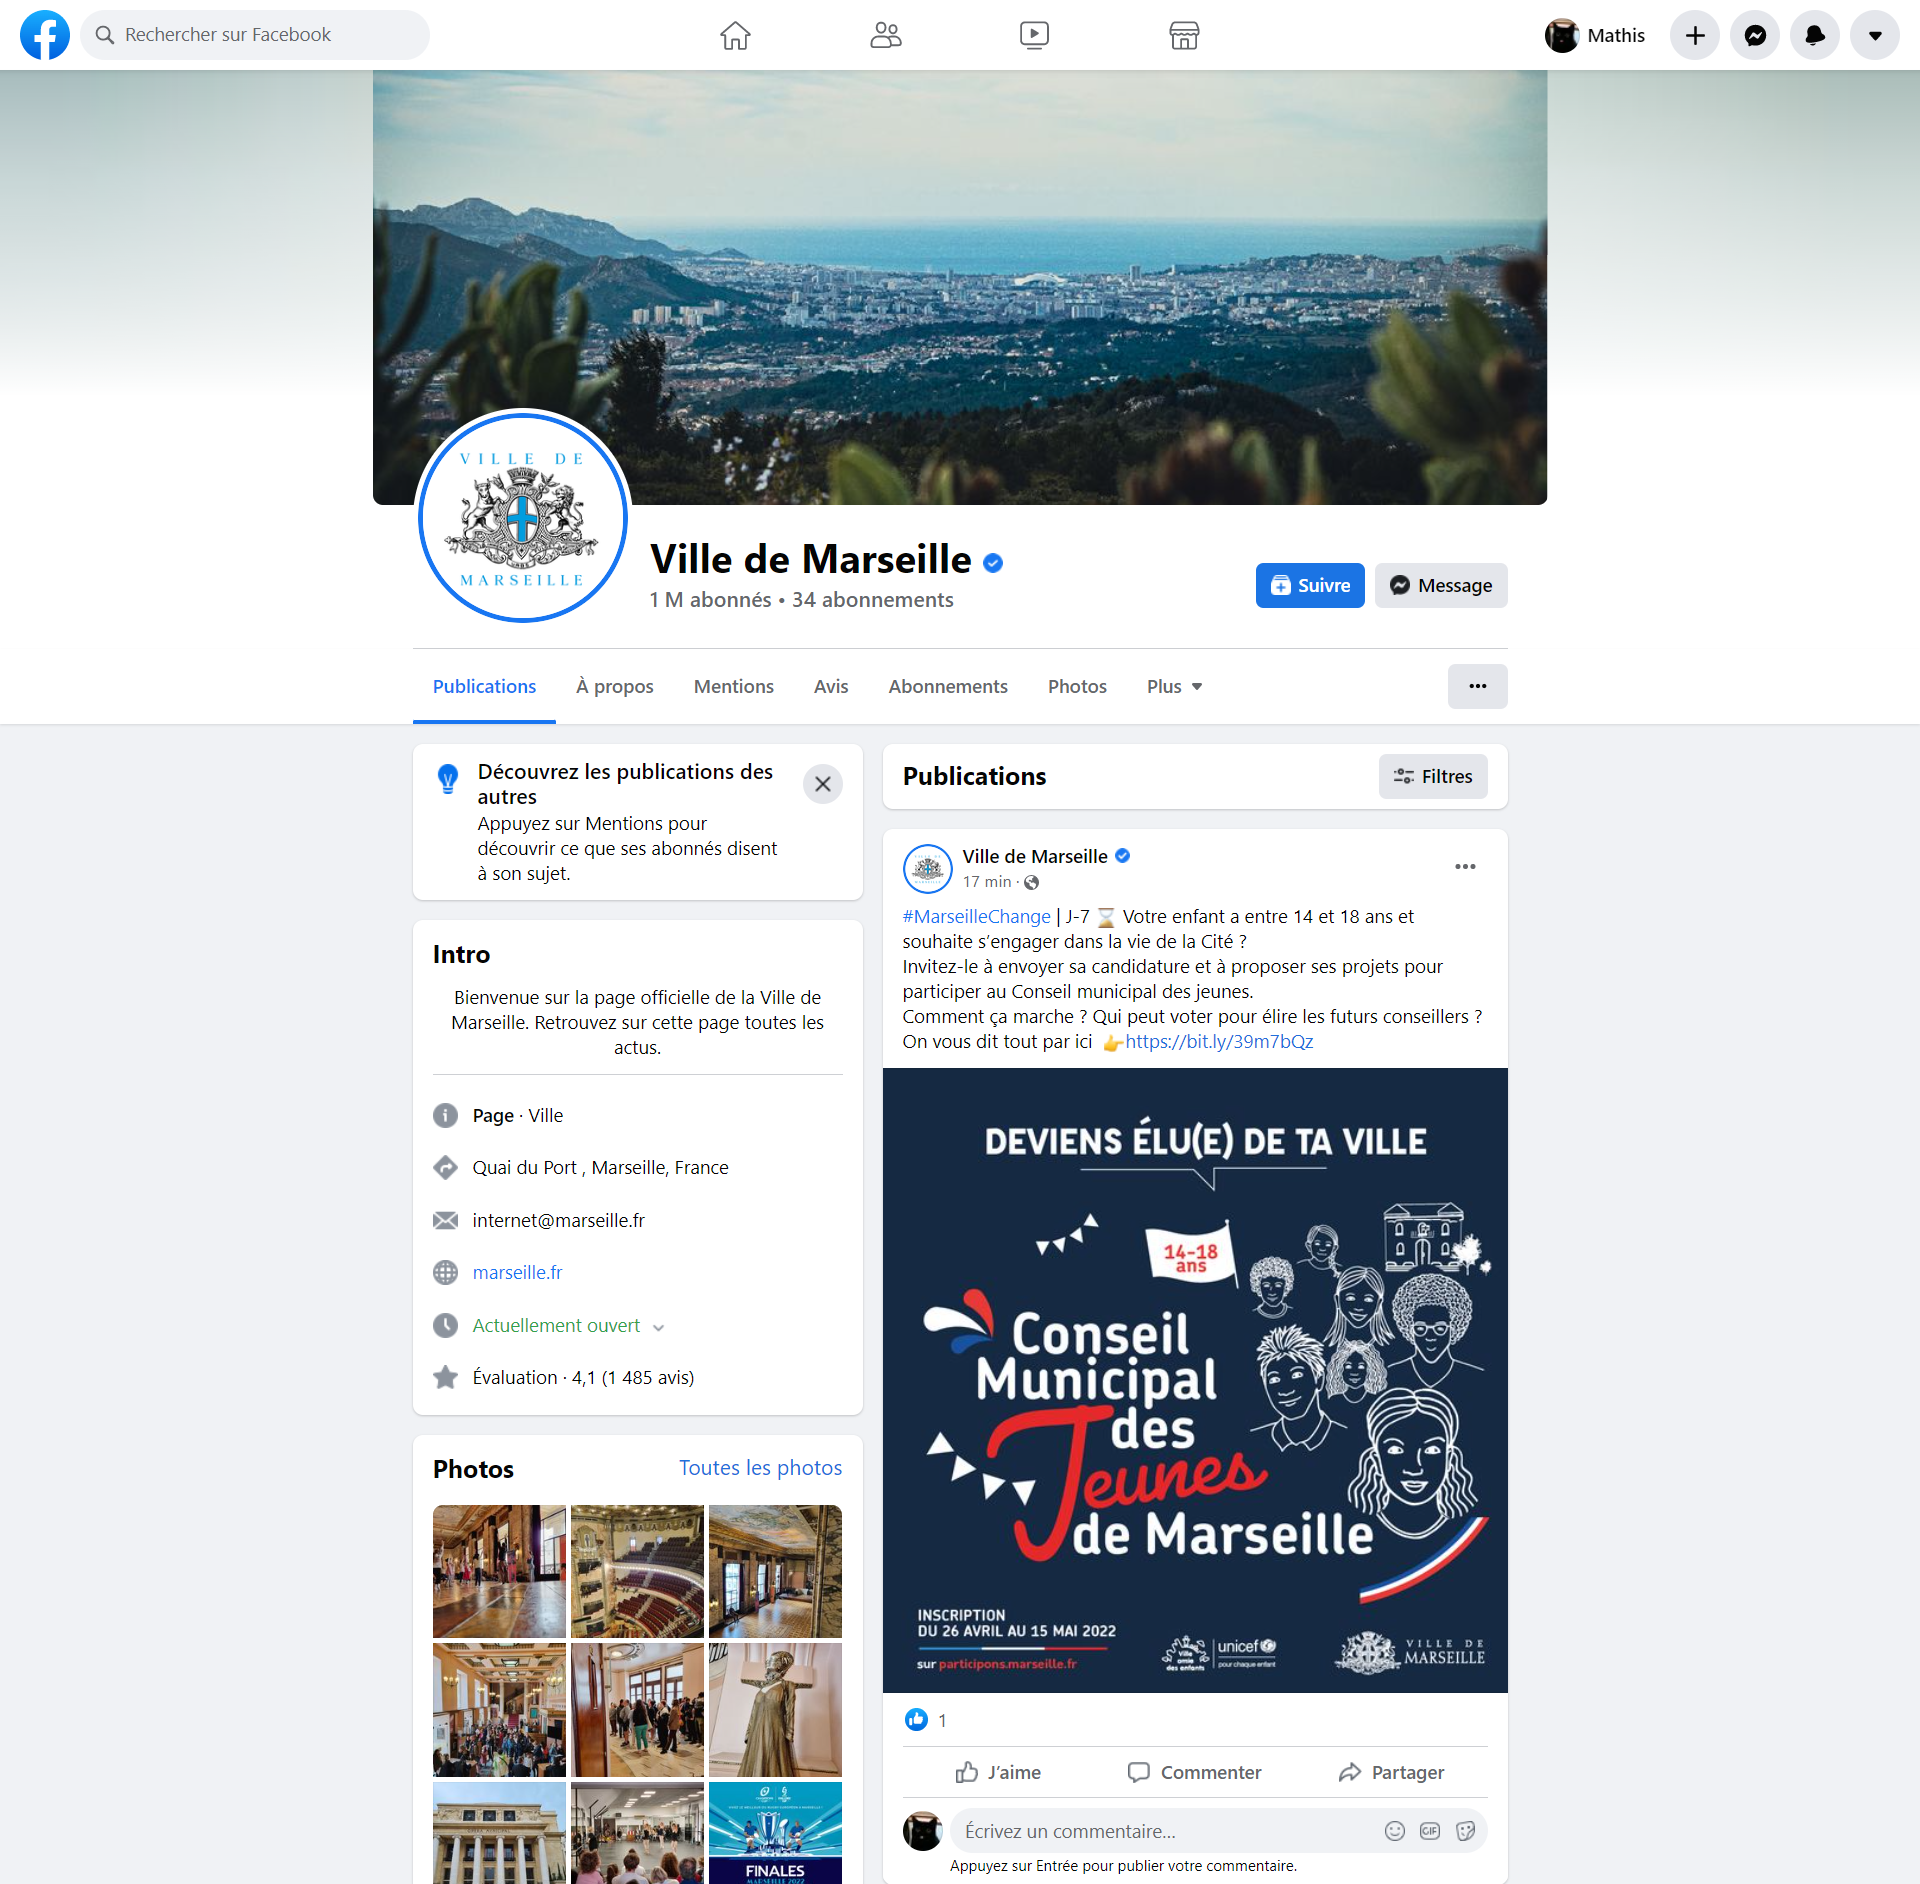 Rechercher sur Facebook
Mathis
VILLE DE
MARSEILLE
Ville de Marseille
1 M abonnés • 34 abonnements
Suivre
Message
Publications
À propos
Mentions
Avis
Abonnements
Photos
Plus
Découvrez les publications des
autres
Appuyez sur Mentions pour
découvrir ce que ses abonnés disent
à son sujet.
Intro
Bienvenue sur la page officielle de la Ville de
Marseille. Retrouvez sur cette page toutes les
actus.
Page · Ville
Quai du Port , Marseille, France
internet@marseille.fr
marseille.fr
Actuellement ouvert
Évaluation · 4,1 (1 485 avis)
Photos
Toutes les photos
FINALES
MARSEILLE 2022
Publications
Filtres
Ville de Marseille
17 min ·
#MarseilleChange | J-7 ⌛ Votre enfant a entre 14 et 18 ans et
souhaite s’engager dans la vie de la Cité ?
Invitez-le à envoyer sa candidature et à proposer ses projets pour
participer au Conseil municipal des jeunes.
Comment ça marche ? Qui peut voter pour élire les futurs conseillers ?
On vous dit tout par ici 👉https://bit.ly/39m7bQz
DEVIENS ÉLU(E) DE TA VILLE
14-18
ans
Conseil
Municipal
des
Jeunes
de Marseille
INSCRIPTION
DU 26 AVRIL AU 15 MAI 2022
sur participons.marseille.fr
Ville
amie
des enfants
unicef
pour chaque enfant
VILLE DE
MARSEILLE
1
J’aime
Commenter
Partager
Écrivez un commentaire...
GIF
Appuyez sur Entrée pour publier votre commentaire.